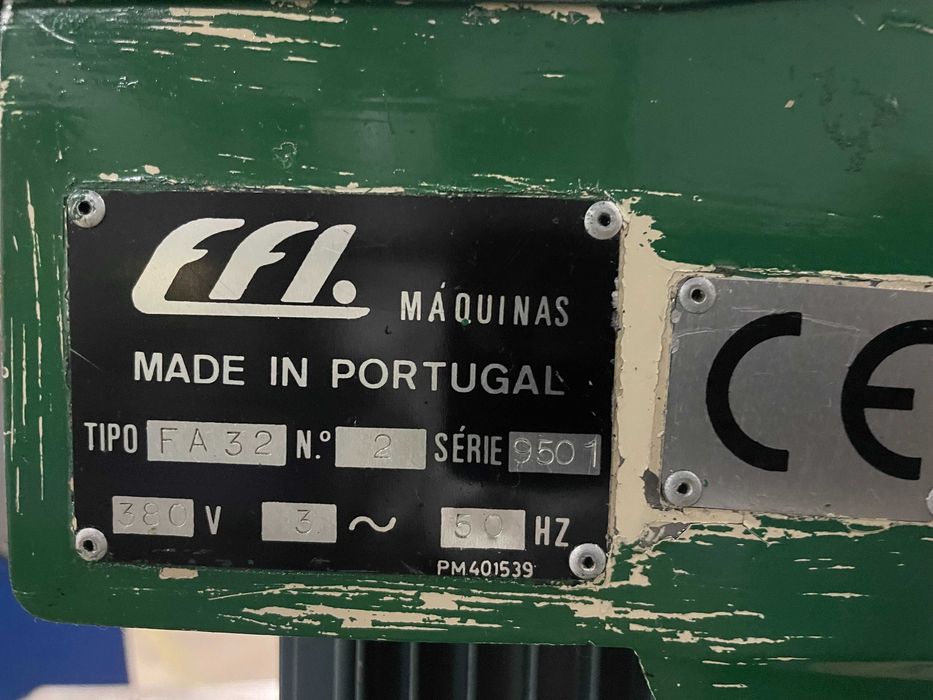 EFI.
MÁQUINAS
MADE IN PORTUGAL
TIPO FA32 N.º 2 SÉRIE 9501
380 V 3 ~ 50 HZ
PM401539
CE